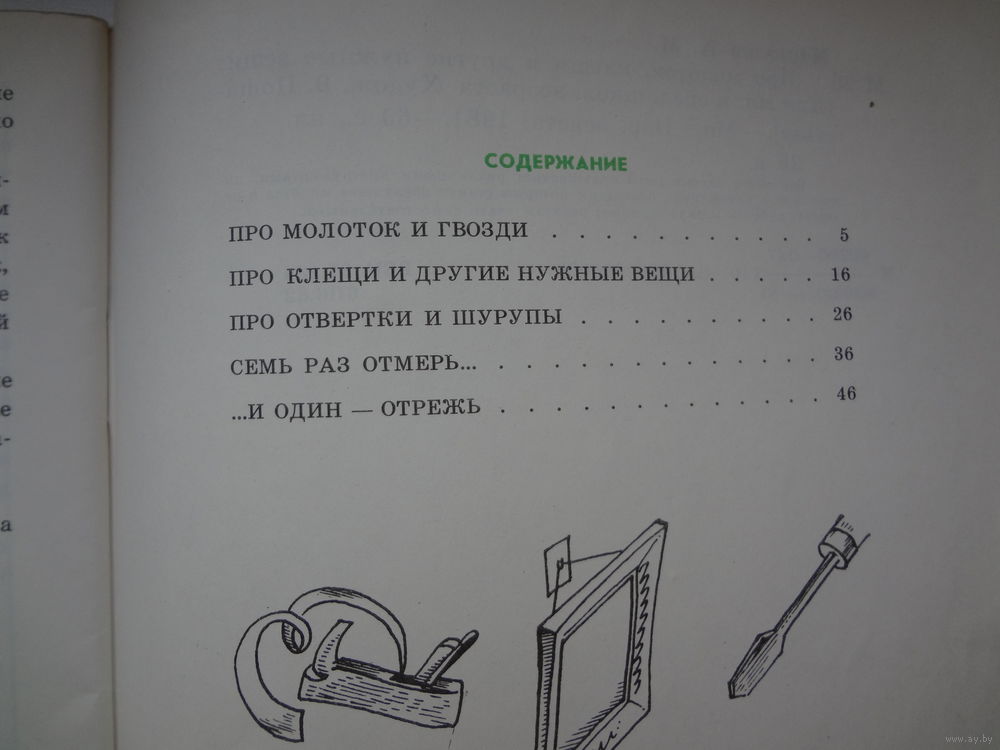 СОДЕРЖАНИЕ
ПРО МОЛОТОК И ГВОЗДИ . . . . . . . . . . . 5
ПРО КЛЕЩИ И ДРУГИЕ НУЖНЫЕ ВЕЩИ . . . . . 16
ПРО ОТВЕРТКИ И ШУРУПЫ . . . . . . . . . . 26
СЕМЬ РАЗ ОТМЕРЬ... . . . . . . . . . . . . . 36
...И ОДИН — ОТРЕЖЬ . . . . . . . . . . . . . 46
www.ay.by